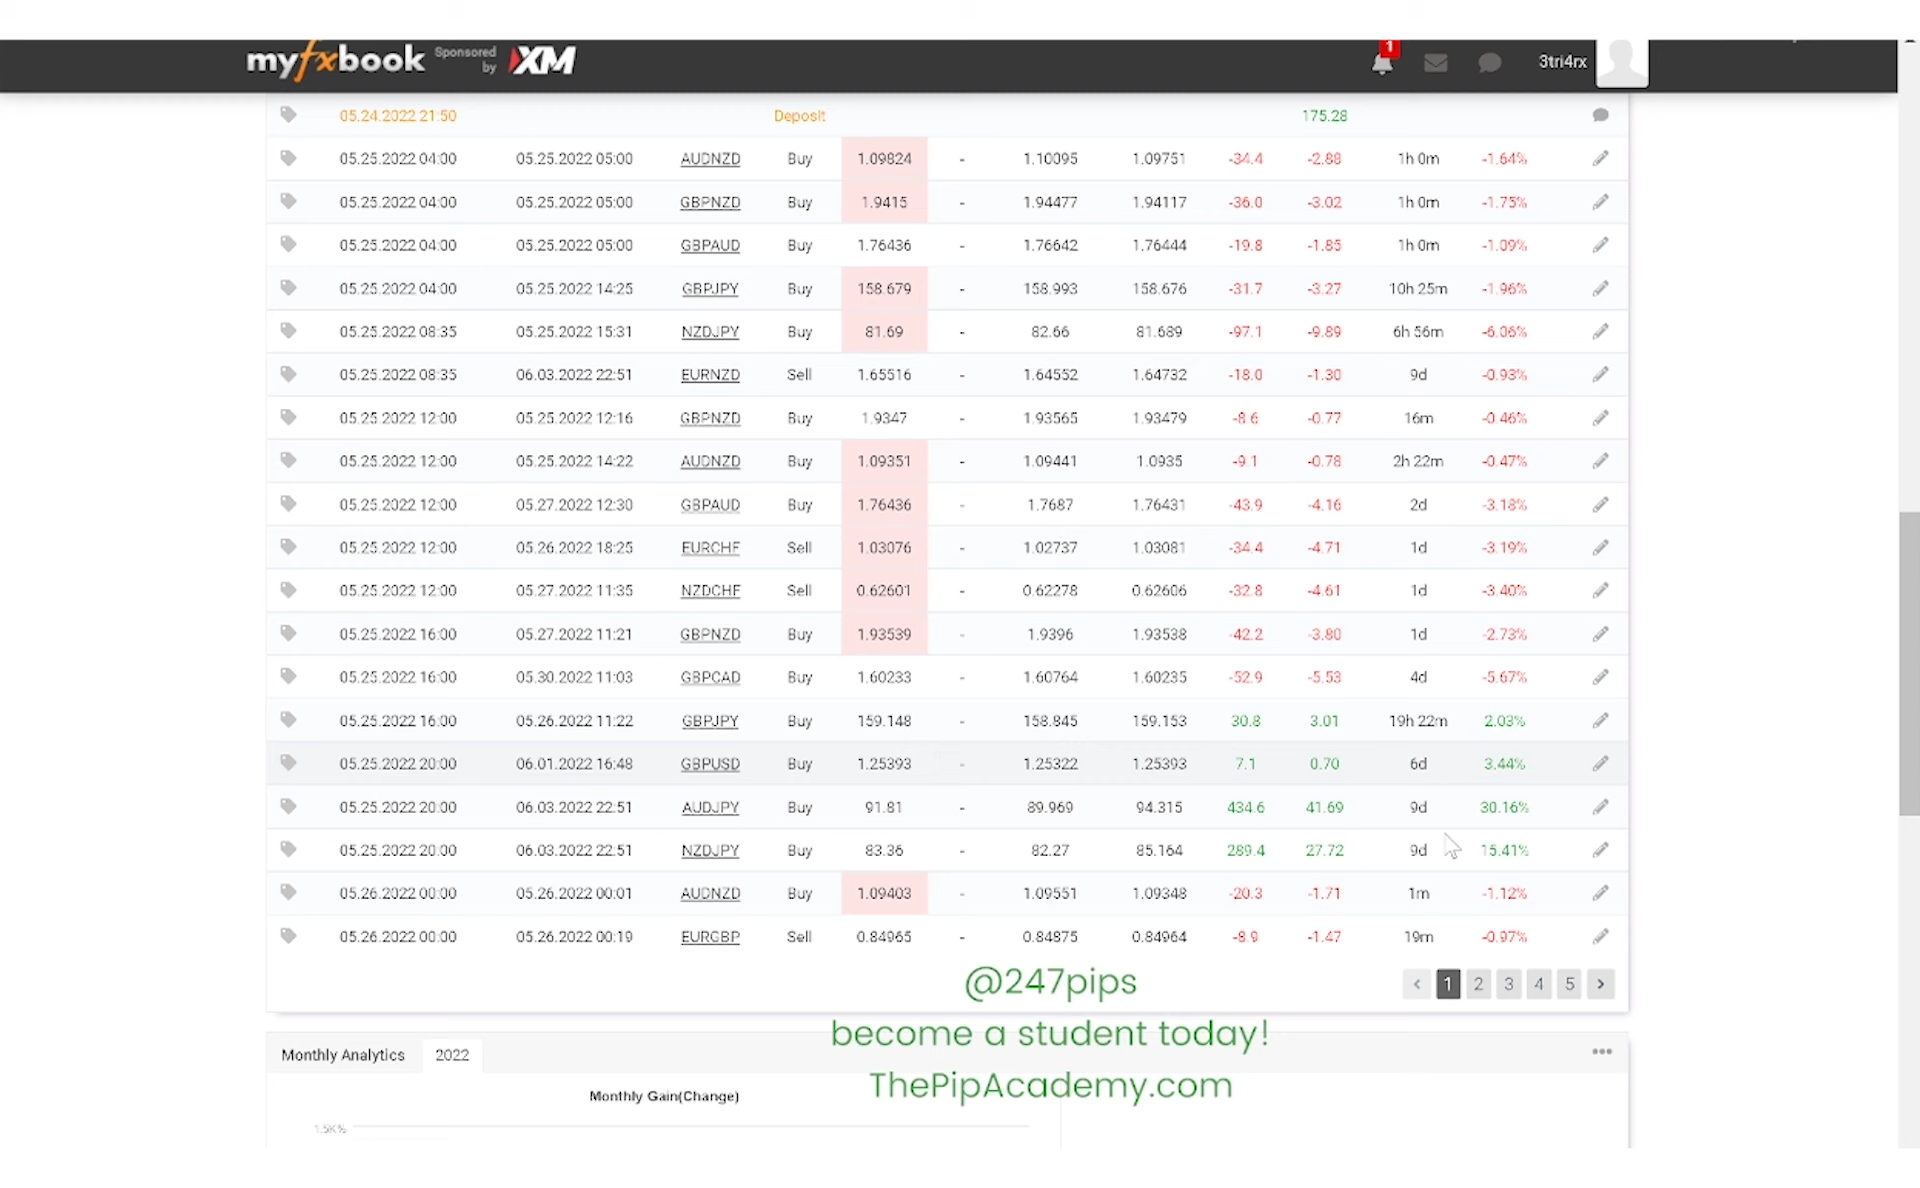 myfxbook Sponsored by XM 1 3tri4rx
05.24.2022 21:50 Deposit 175.28
05.25.2022 04:00 05.25.2022 05:00 AUDNZD Buy 1.09824 - 1.10095 1.09751 -34.4 -2.88 1h 0m -1.64%
05.25.2022 04:00 05.25.2022 05:00 GBPNZD Buy 1.9415 - 1.94477 1.94117 -36.0 -3.02 1h 0m -1.75%
05.25.2022 04:00 05.25.2022 05:00 GBPAUD Buy 1.76436 - 1.76642 1.76444 -19.8 -1.85 1h 0m -1.09%
05.25.2022 04:00 05.25.2022 14:25 GBPJPY Buy 158.679 - 158.993 158.676 -31.7 -3.27 10h 25m -1.96%
05.25.2022 08:35 05.25.2022 15:31 NZDJPY Buy 81.69 - 82.66 81.689 -97.1 -9.89 6h 56m -6.06%
05.25.2022 08:35 06.03.2022 22:51 EURNZD Sell 1.65516 - 1.64552 1.64732 -18.0 -1.30 9d -0.93%
05.25.2022 12:00 05.25.2022 12:16 GBPNZD Buy 1.9347 - 1.93565 1.93479 -8.6 -0.77 16m -0.46%
05.25.2022 12:00 05.25.2022 14:22 AUDNZD Buy 1.09351 - 1.09441 1.0935 -9.1 -0.78 2h 22m -0.47%
05.25.2022 12:00 05.27.2022 12:30 GBPAUD Buy 1.76436 - 1.7687 1.76431 -43.9 -4.16 2d -3.18%
05.25.2022 12:00 05.26.2022 18:25 EURCHF Sell 1.03076 - 1.02737 1.03081 -34.4 -4.71 1d -3.19%
05.25.2022 12:00 05.27.2022 11:35 NZDCHF Sell 0.62601 - 0.62278 0.62606 -32.8 -4.61 1d -3.40%
05.25.2022 16:00 05.27.2022 11:21 GBPNZD Buy 1.93539 - 1.9396 1.93538 -42.2 -3.80 1d -2.73%
05.25.2022 16:00 05.30.2022 11:03 GBPCAD Buy 1.60233 - 1.60764 1.60235 -52.9 -5.53 4d -5.67%
05.25.2022 16:00 05.26.2022 11:22 GBPJPY Buy 159.148 - 158.845 159.153 30.8 3.01 19h 22m 2.03%
05.25.2022 20:00 06.01.2022 16:48 GBPUSD Buy 1.25393 - 1.25322 1.25393 7.1 0.70 6d 3.44%
05.25.2022 20:00 06.03.2022 22:51 AUDJPY Buy 91.81 - 89.969 94.315 434.6 41.69 9d 30.16%
05.25.2022 20:00 06.03.2022 22:51 NZDJPY Buy 83.36 - 82.27 85.164 289.4 27.72 9d 15.41%
05.26.2022 00:00 05.26.2022 00:01 AUDNZD Buy 1.09403 - 1.09551 1.09348 -20.3 -1.71 1m -1.12%
05.26.2022 00:00 05.26.2022 00:19 EURGBP Sell 0.84965 - 0.84875 0.84964 -8.9 -1.47 19m -0.97%
@247pips
< 1 2 3 4 5 >
become a student today!
Monthly Analytics 2022
ThePipAcademy.com
Monthly Gain(Change)
1.5K%